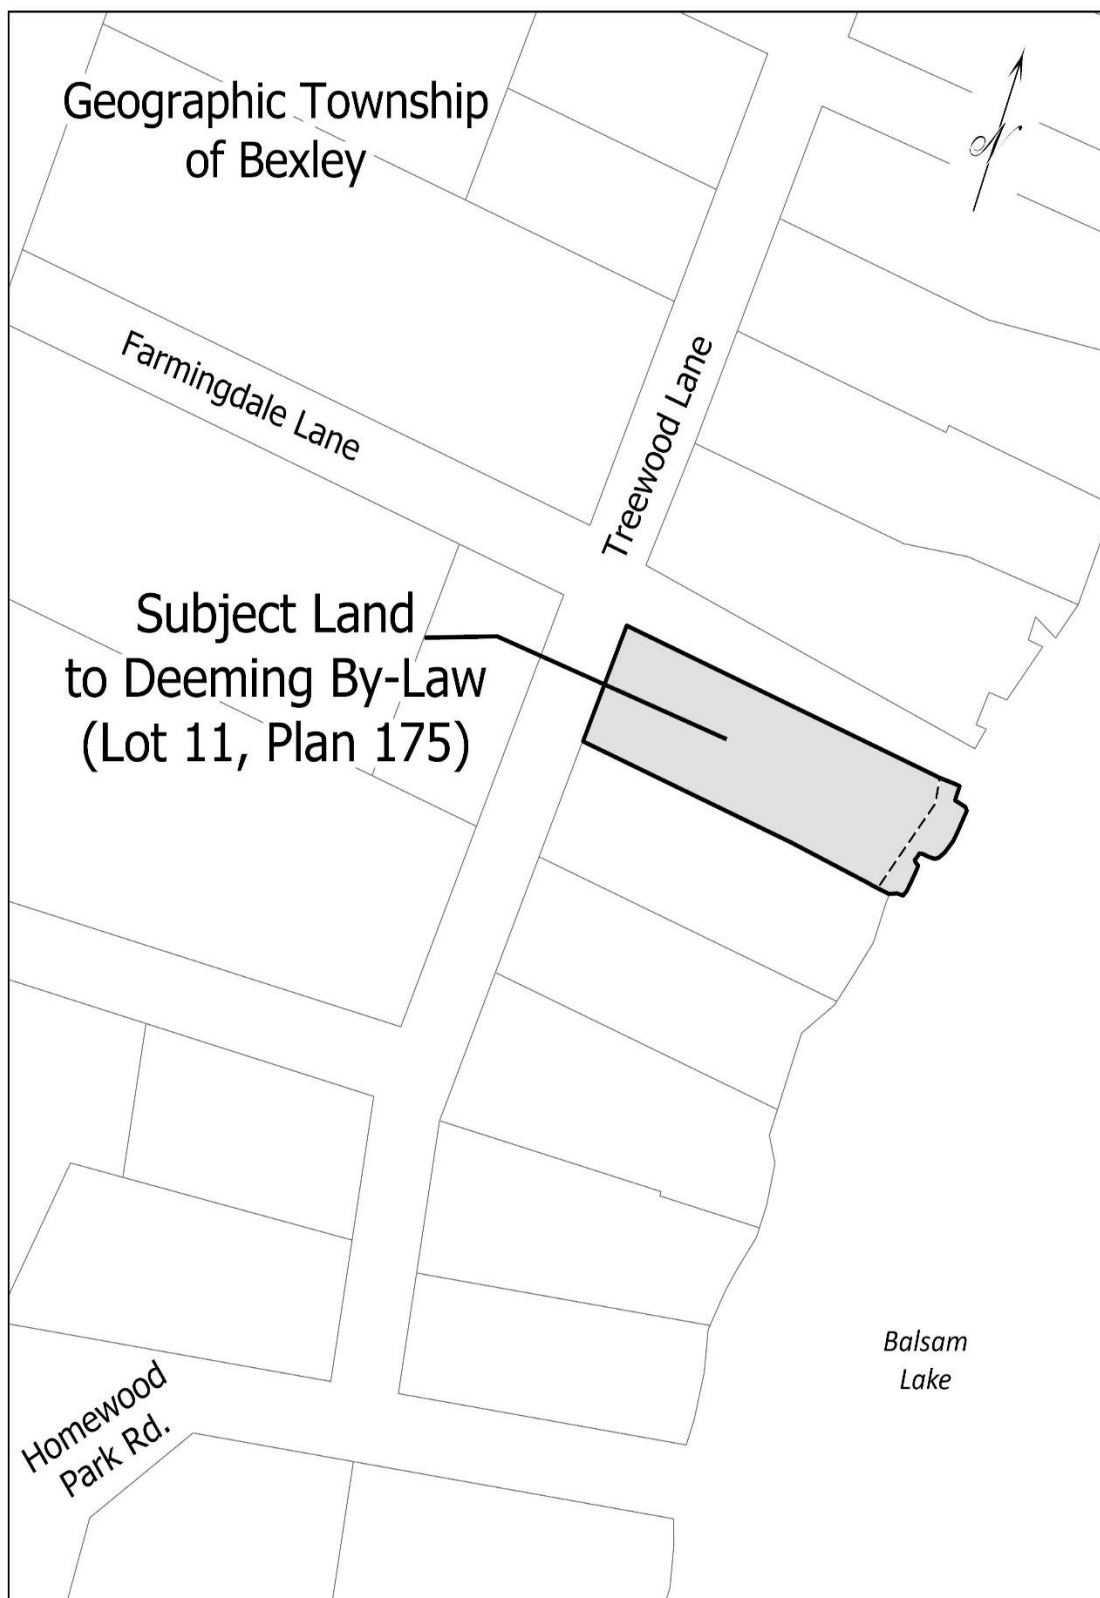 Geographic Township
of Bexley
N
Farmingdale Lane
Treewood Lane
Subject Land
to Deeming By-Law
(Lot 11, Plan 175)
Balsam
Lake
Homewood
Park Rd.